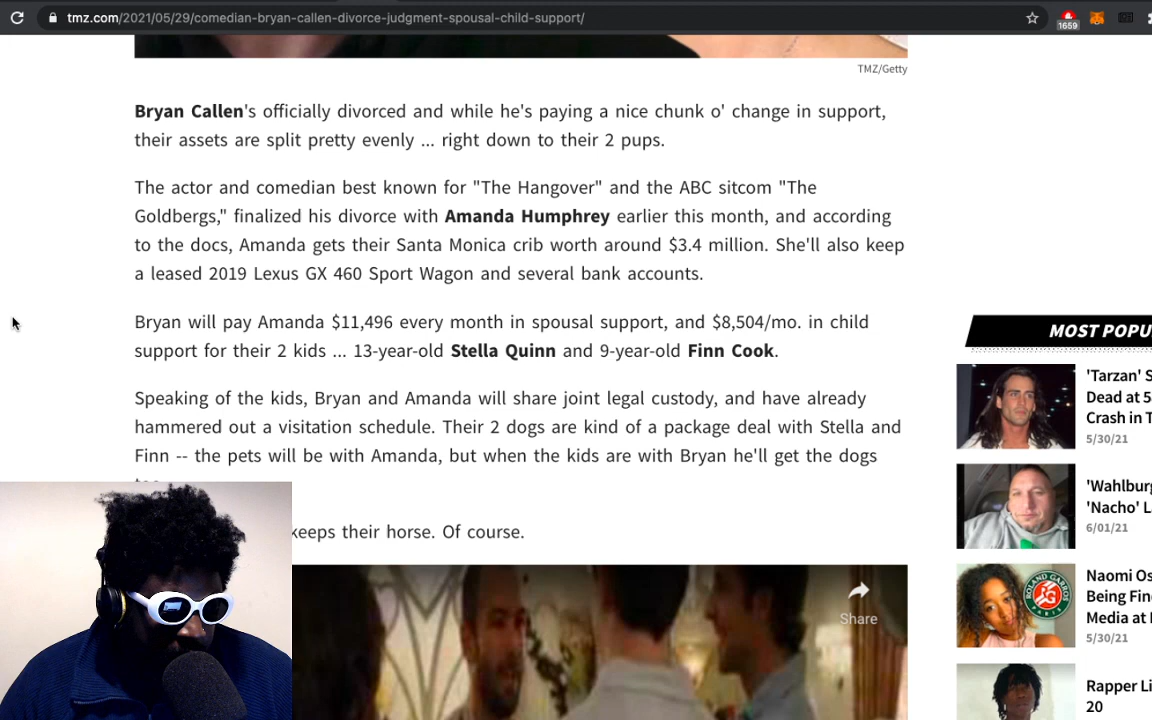 tmz.com/2021/05/29/comedian-bryan-callen-divorce-judgment-spousal-child-support/
1659
TMZ/Getty
Bryan Callen's officially divorced and while he's paying a nice chunk o' change in support,
their assets are split pretty evenly ... right down to their 2 pups.
The actor and comedian best known for "The Hangover" and the ABC sitcom "The
Goldbergs," finalized his divorce with Amanda Humphrey earlier this month, and according
to the docs, Amanda gets their Santa Monica crib worth around $3.4 million. She'll also keep
a leased 2019 Lexus GX 460 Sport Wagon and several bank accounts.
Bryan will pay Amanda $11,496 every month in spousal support, and $8,504/mo. in child
support for their 2 kids ... 13-year-old Stella Quinn and 9-year-old Finn Cook.
Speaking of the kids, Bryan and Amanda will share joint legal custody, and have already
hammered out a visitation schedule. Their 2 dogs are kind of a package deal with Stella and
Finn -- the pets will be with Amanda, but when the kids are with Bryan he'll get the dogs
keeps their horse. Of course.
Share
MOST POPU
'Tarzan' S
Dead at 5
Crash in T
5/30/21
'Wahlbur
'Nacho' L
6/01/21
Naomi Os
Being Fin
Media at
5/30/21
ROLAND GARROS
PARIS
Rapper Li
20